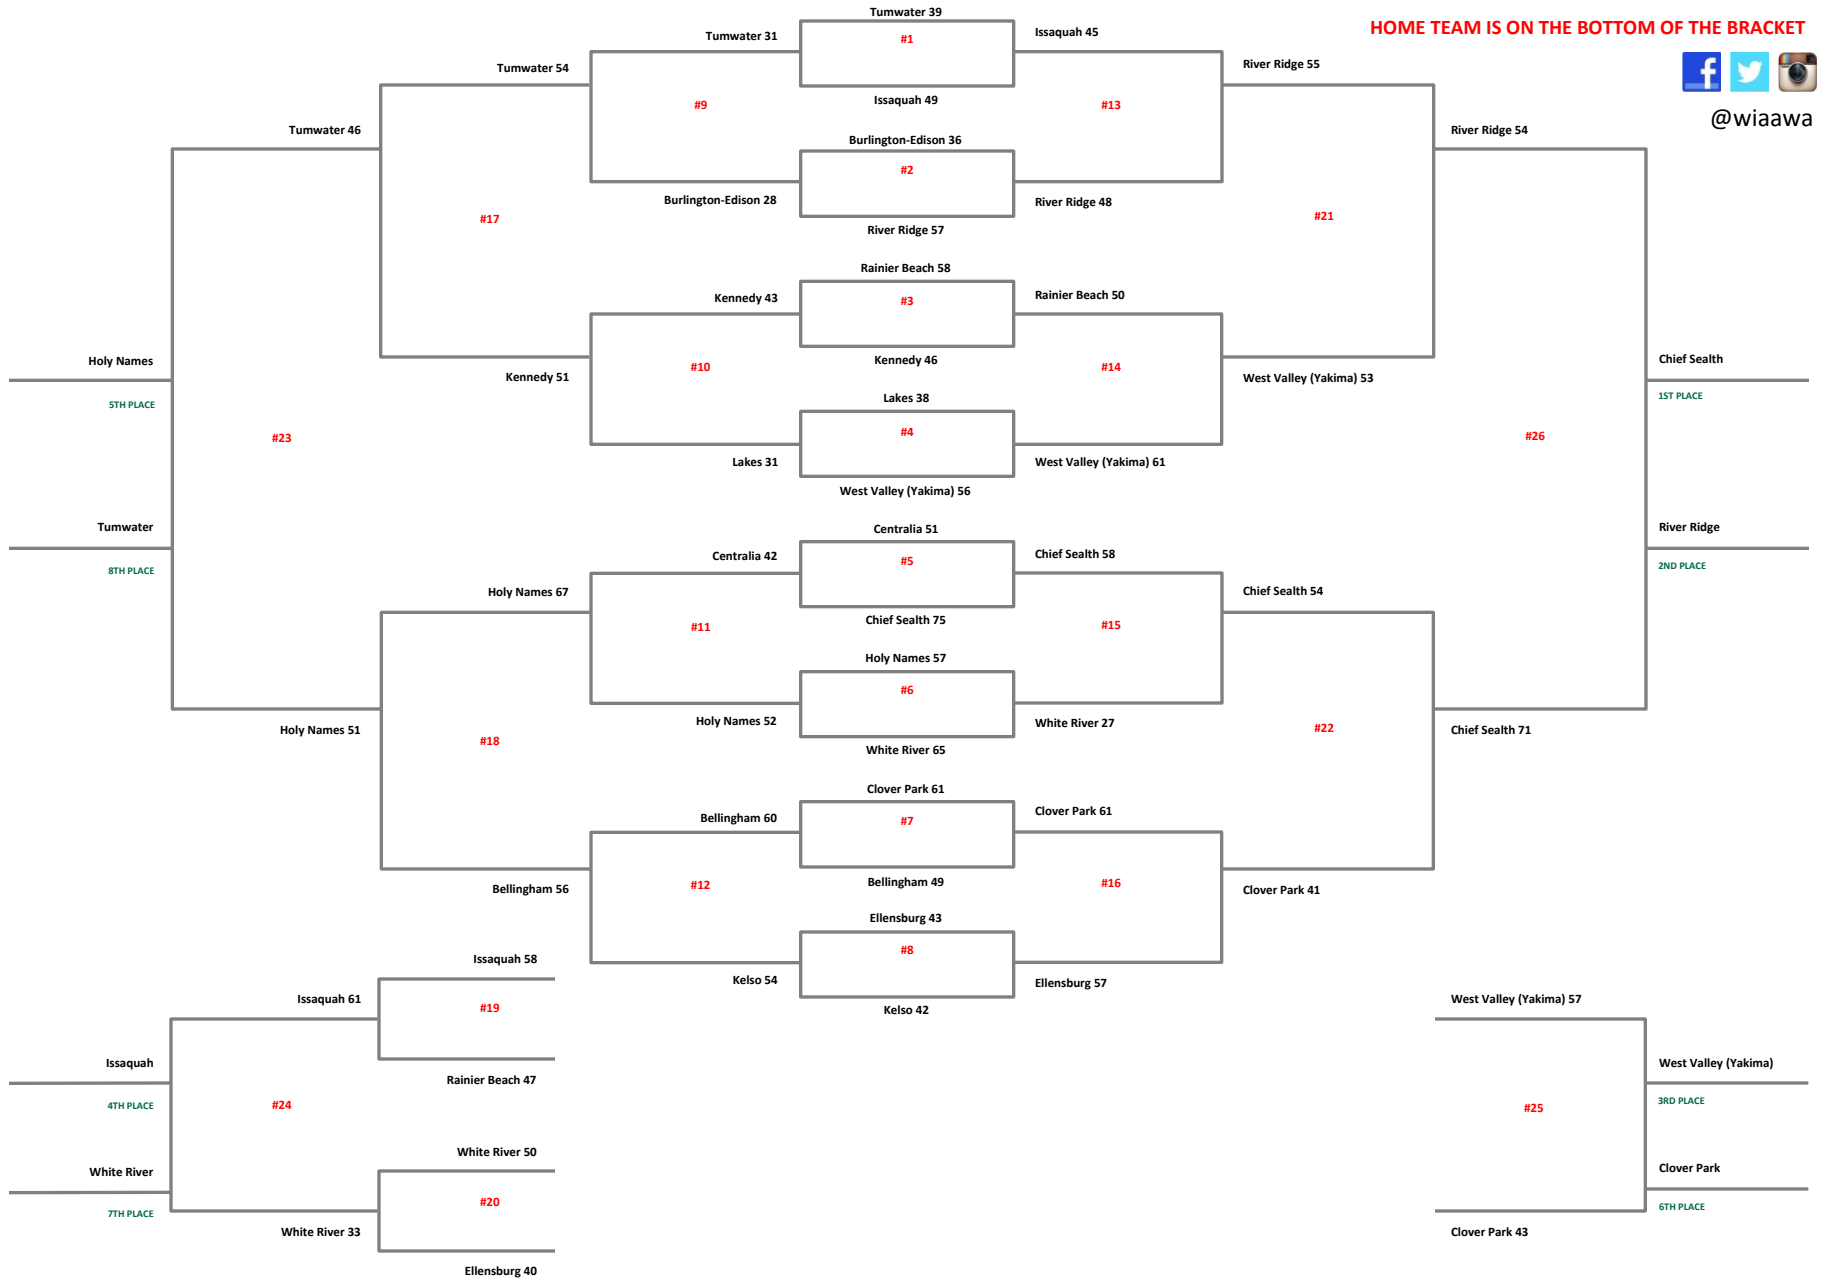 HOME TEAM IS ON THE BOTTOM OF THE BRACKET
@wiaawa
Tumwater 39
#1
Issaquah 49
Burlington-Edison 36
#2
River Ridge 57
Rainier Beach 58
#3
Kennedy 46
Lakes 38
#4
West Valley (Yakima) 56
Centralia 51
#5
Chief Sealth 75
Holy Names 57
#6
White River 65
Clover Park 61
#7
Bellingham 49
Ellensburg 43
#8
Kelso 42
Tumwater 31
#9
Burlington-Edison 28
Kennedy 43
#10
Lakes 31
Centralia 42
#11
Holy Names 52
Bellingham 60
#12
Kelso 54
Issaquah 45
#13
River Ridge 48
Rainier Beach 50
#14
West Valley (Yakima) 61
Chief Sealth 58
#15
White River 27
Clover Park 61
#16
Ellensburg 57
Tumwater 54
#17
Kennedy 51
Holy Names 67
#18
Bellingham 56
Issaquah 58
#19
Rainier Beach 47
White River 50
#20
Ellensburg 40
River Ridge 55
#21
West Valley (Yakima) 53
Chief Sealth 54
#22
Clover Park 41
Tumwater 46
#23
Holy Names 51
Holy Names
5TH PLACE
Tumwater
8TH PLACE
Issaquah 61
#24
White River 33
Issaquah
4TH PLACE
White River
7TH PLACE
West Valley (Yakima) 57
#25
Clover Park 43
West Valley (Yakima)
3RD PLACE
Clover Park
6TH PLACE
River Ridge 54
#26
Chief Sealth 71
Chief Sealth
1ST PLACE
River Ridge
2ND PLACE